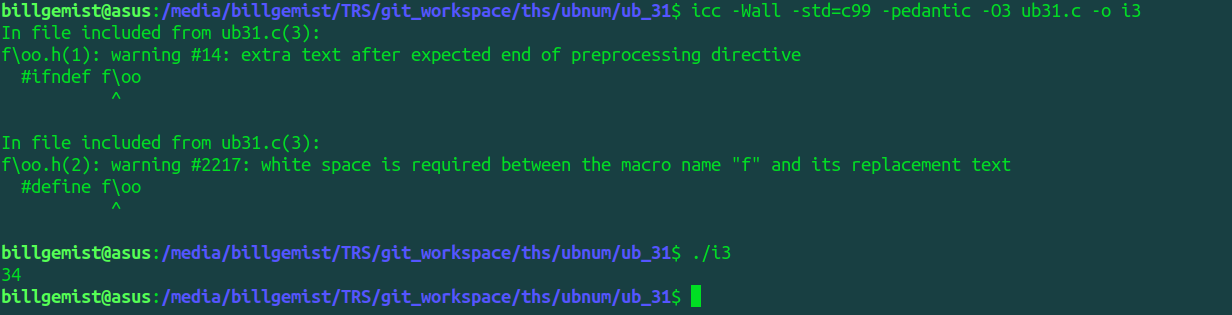 billgemist@asus:/media/billgemist/TRS/git_workspace/ths/ubnum/ub_31$ icc -Wall -std=c99 -pedantic -O3 ub31.c -o i3
In file included from ub31.c(3):
f\oo.h(1): warning #14: extra text after expected end of preprocessing directive
  #ifndef f\oo
           ^

In file included from ub31.c(3):
f\oo.h(2): warning #2217: white space is required between the macro name "f" and its replacement text
  #define f\oo
           ^

billgemist@asus:/media/billgemist/TRS/git_workspace/ths/ubnum/ub_31$ ./i3
34
billgemist@asus:/media/billgemist/TRS/git_workspace/ths/ubnum/ub_31$